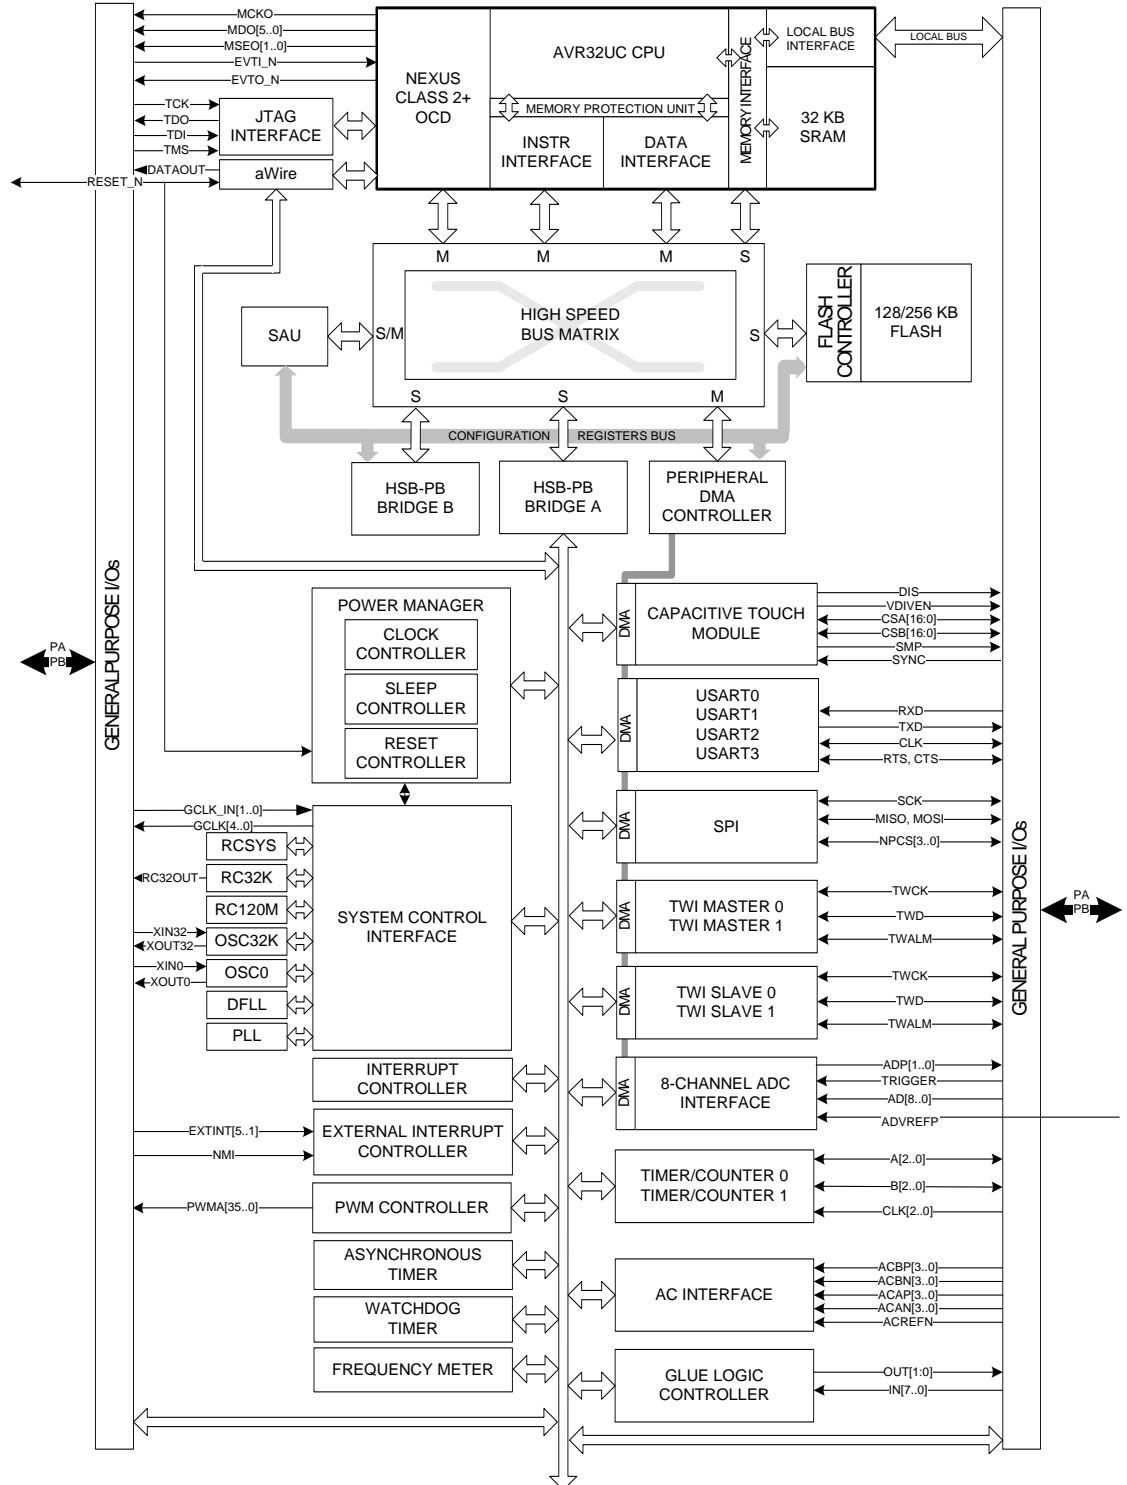 MCKO
MDO[5..0]
MSEO[1..0]
EVTI_N
EVTO_N
TCK
TDO
TDI
TMS
JTAG
INTERFACE
DATAOUT
aWire
RESET_N
NEXUS
CLASS 2+
OCD
AVR32UC CPU
MEMORY PROTECTION UNIT
INSTR
INTERFACE
DATA
INTERFACE
MEMORY INTERFACE
LOCAL BUS
INTERFACE
32 KB
SRAM
LOCAL BUS
M
M
M
S
SAU
S/M
HIGH SPEED
BUS MATRIX
S
FLASH
CONTROLLER
128/256 KB
FLASH
S
S
M
CONFIGURATION
REGISTERS BUS
HSB-PB
BRIDGE B
HSB-PB
BRIDGE A
PERIPHERAL
DMA
CONTROLLER
GENERALPURPOSE I/Os
PA
PB
POWER MANAGER
CLOCK
CONTROLLER
SLEEP
CONTROLLER
RESET
CONTROLLER
GCLK_IN[1..0]
GCLK[4..0]
RCSYS
RC32OUT
RC32K
RC120M
XIN32
XOUT32
OSC32K
XIN0
XOUT0
OSC0
DFLL
PLL
SYSTEM CONTROL
INTERFACE
INTERRUPT
CONTROLLER
EXTINT[5..1]
NMI
EXTERNAL INTERRUPT
CONTROLLER
PWMA[35..0]
PWM CONTROLLER
ASYNCHRONOUS
TIMER
WATCHDOG
TIMER
FREQUENCY METER
DMA
CAPACITIVE TOUCH
MODULE
DIS
VDIVEN
CSA[16:0]
CSB[16:0]
SMP
SYNC
DMA
USART0
USART1
USART2
USART3
RXD
TXD
CLK
RTS, CTS
DMA
SPI
SCK
MISO, MOSI
NPCS[3..0]
DMA
TWI MASTER 0
TWI MASTER 1
TWCK
TWD
TWALM
DMA
TWI SLAVE 0
TWI SLAVE 1
TWCK
TWD
TWALM
DMA
8-CHANNEL ADC
INTERFACE
ADP[1..0]
TRIGGER
AD[8..0]
ADVREFP
TIMER/COUNTER 0
TIMER/COUNTER 1
A[2..0]
B[2..0]
CLK[2..0]
AC INTERFACE
ACBP[3..0]
ACBN[3..0]
ACAP[3..0]
ACAN[3..0]
ACREFN
GLUE LOGIC
CONTROLLER
OUT[1:0]
IN[7..0]
GENERAL PURPOSE I/Os
PA
PB